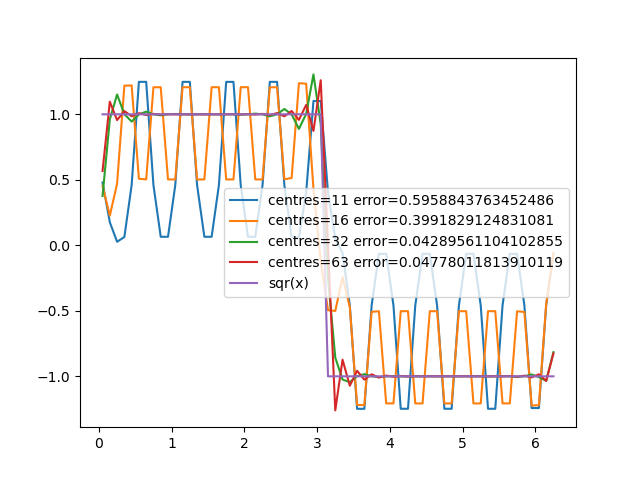 1.0
0.5
0.0
−0.5
−1.0
0 1 2 3 4 5 6
centres=11 error=0.5958843763452486
centres=16 error=0.3991829124831081
centres=32 error=0.04289561104102855
centres=63 error=0.04778011813910119
sqr(x)